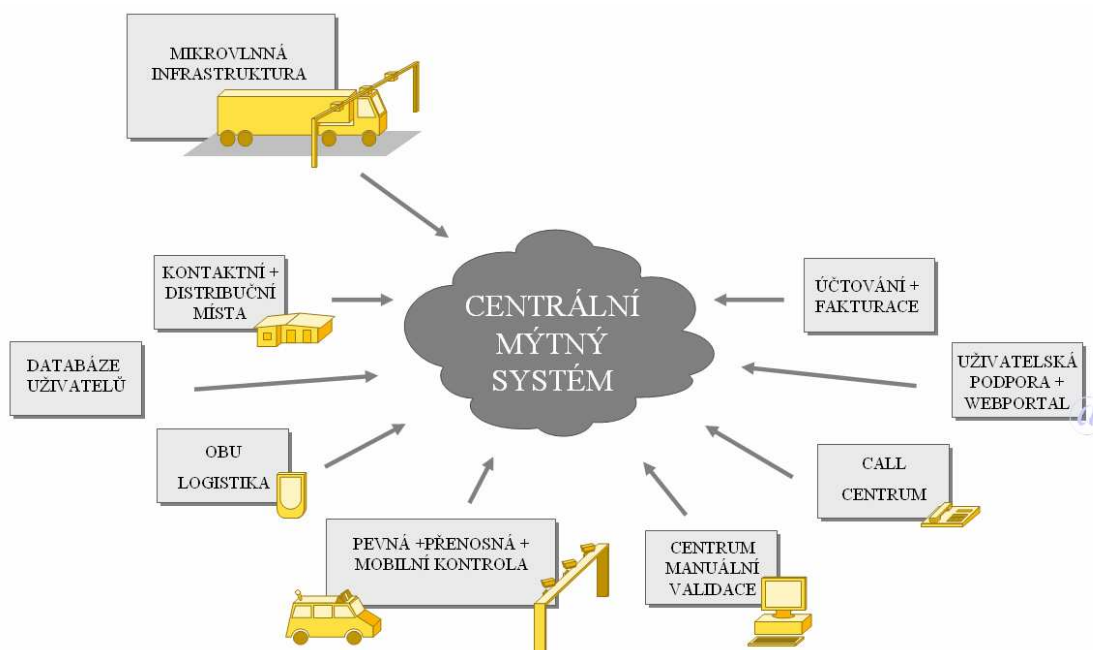 MIKROVLNNÁ
INFRASTRUKTURA
KONTAKTNÍ +
DISTRIBUČNÍ
MÍSTA
CENTRÁLNÍ
MÝTNÝ
SYSTÉM
ÚČTOVÁNÍ +
FAKTURACE
DATABÁZE
UŽIVATELŮ
UŽIVATELSKÁ
PODPORA +
WEBPORTAL
@
OBU
LOGISTIKA
CALL
CENTRUM
PEVNÁ +PŘENOSNÁ +
MOBILNÍ KONTROLA
CENTRUM
MANUÁLNÍ
VALIDACE